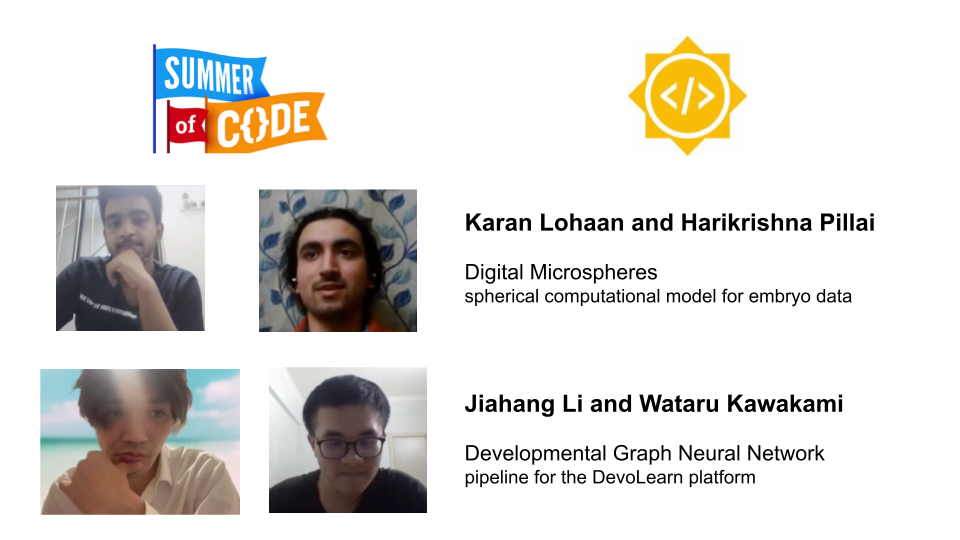 SUMMER
of CODE
</>
Karan Lohaan and Harikrishna Pillai
Digital Microspheres
spherical computational model for embryo data
Jiahang Li and Wataru Kawakami
Developmental Graph Neural Network
pipeline for the DevoLearn platform